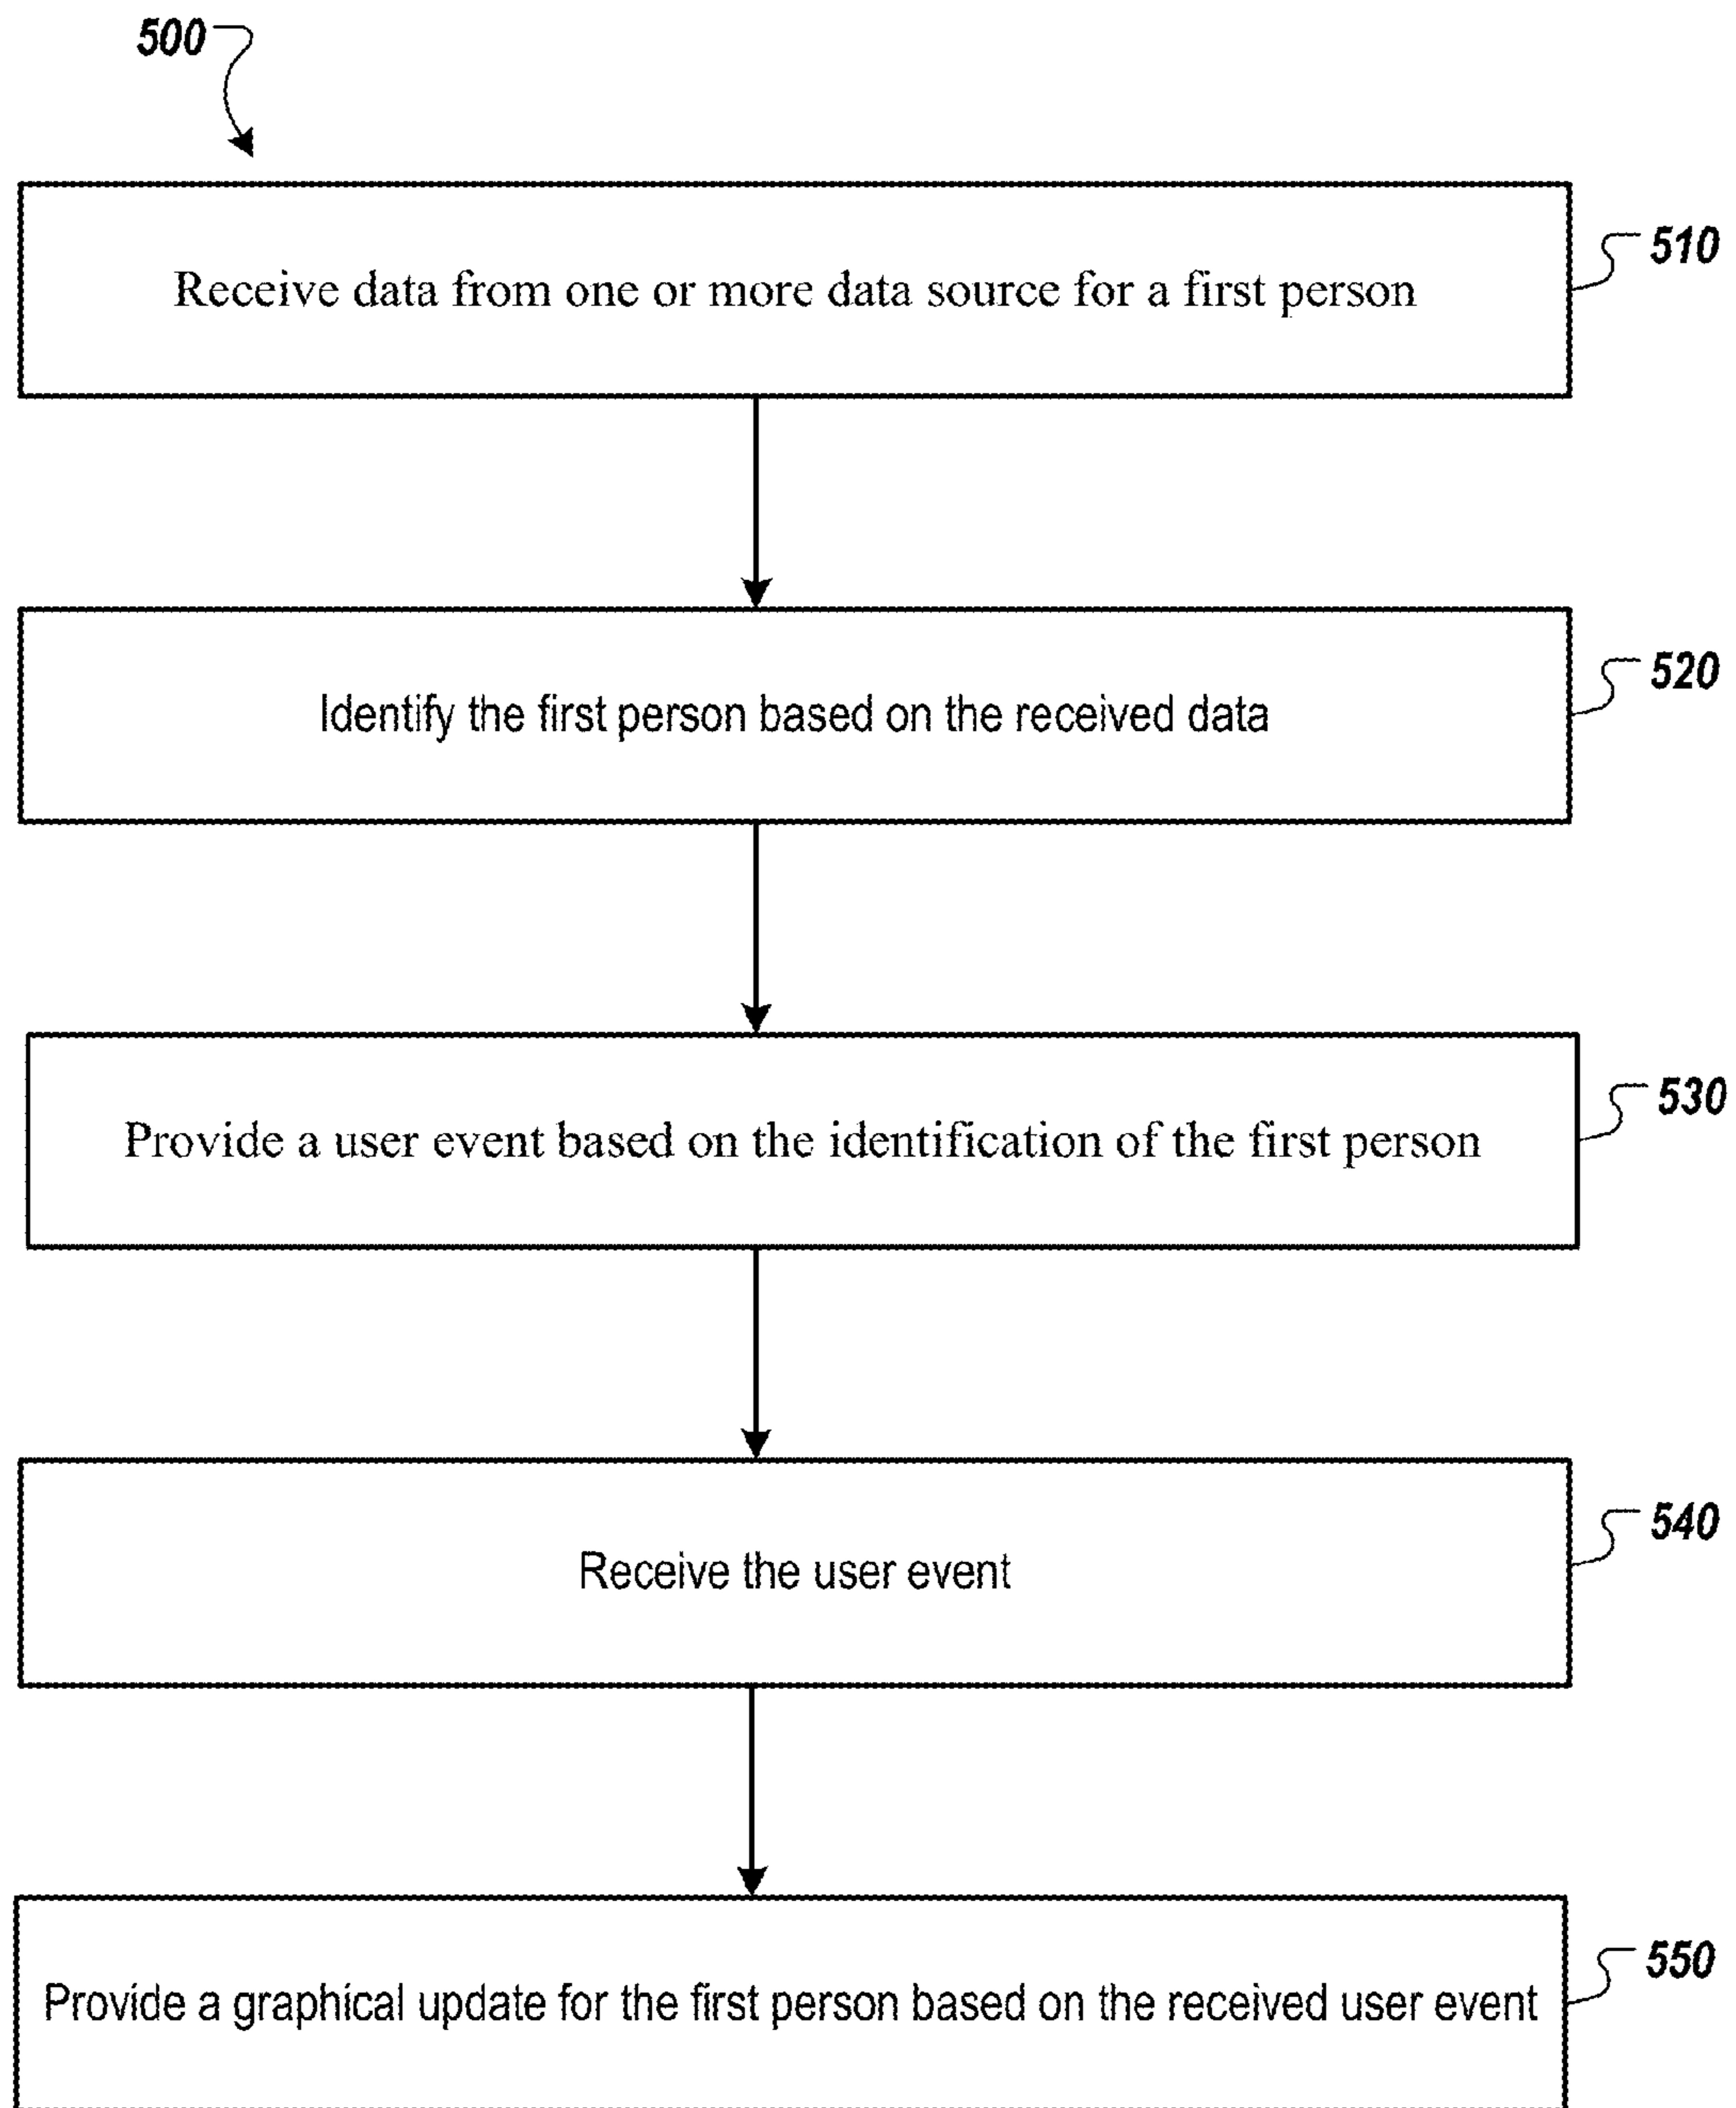 500
510
Receive data from one or more data source for a first person
520
Identify the first person based on the received data
530
Provide a user event based on the identification of the first person
540
Receive the user event
550
Provide a graphical update for the first person based on the received user event